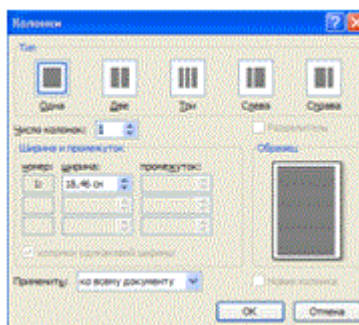 Колонки
Тип
Одна Две Три Слева Справа
Число колонок: 1 Разделитель
Ширина и промежуток Образец
номер: ширина: промежуток:
1: 18,46 см
колонки одинаковой ширины
Применить: ко всему документу Новая колонка
ОК Отмена